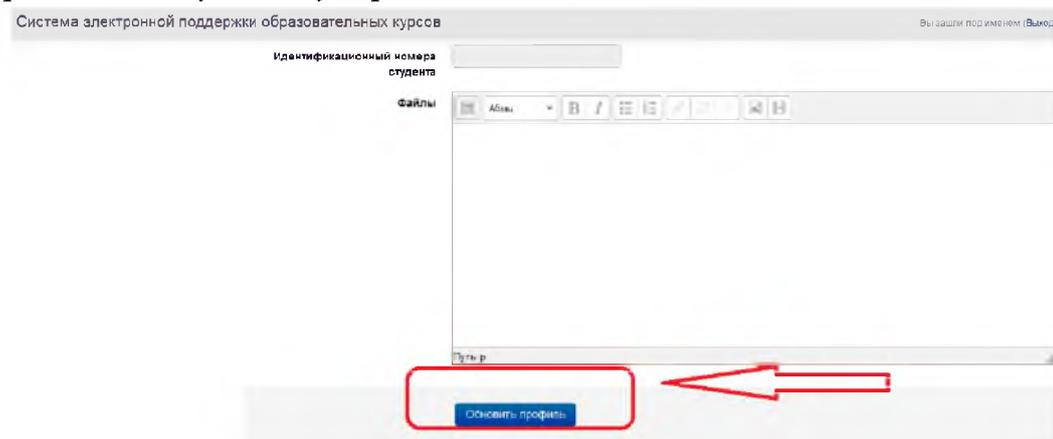 Система электронной поддержки образовательных курсов
Вы зашли под именем (Выход
Идентификационный номера
студента
Файлы
Абзац
B I
Путь: p
Обновить профиль